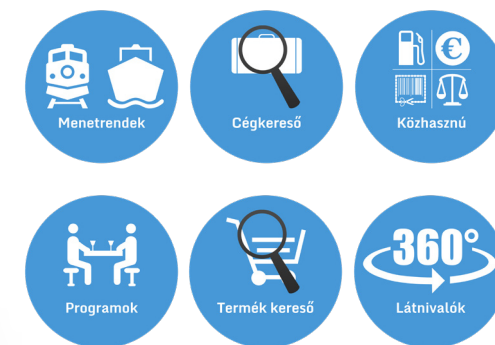 Menetrendek
Cégkereső
€
Közhasznú
Programok
Termék kereső
360°
Látnivalók